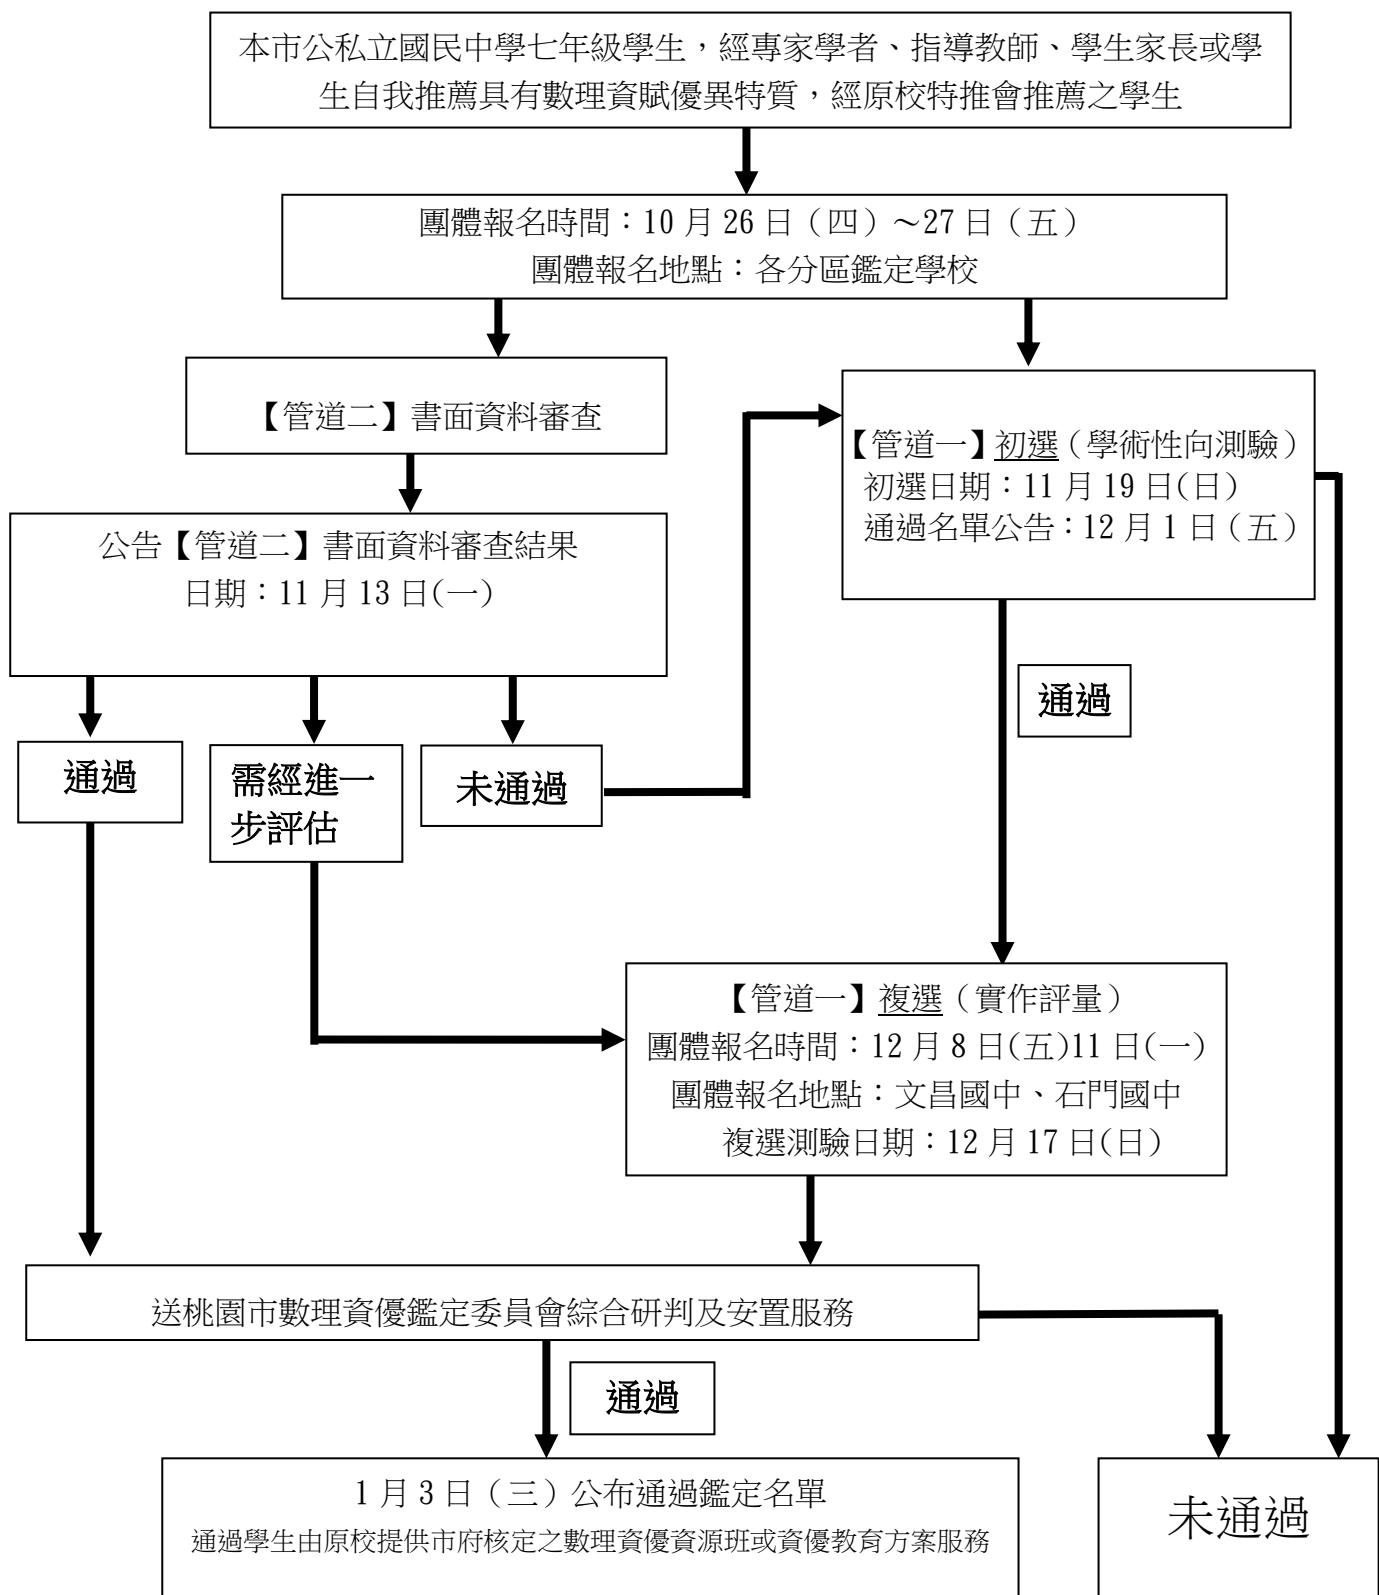 本市公私立國民中學七年級學生，經專家學者、指導教師、學生家長或學
生自我推薦具有數理資賦優異特質，經原校特推會推薦之學生
團體報名時間：10 月 26 日（四）～27 日（五）
團體報名地點：各分區鑑定學校
【管道二】書面資料審查
【管道一】初選（學術性向測驗）
初選日期：11 月 19 日(日)
通過名單公告：12 月 1 日（五）
公告【管道二】書面資料審查結果
日期：11 月 13 日(一)
通過
通過
需經進一
步評估
未通過
【管道一】複選（實作評量）
團體報名時間：12 月 8 日(五)11 日(一)
團體報名地點：文昌國中、石門國中
複選測驗日期：12 月 17 日(日)
送桃園市數理資優鑑定委員會綜合研判及安置服務
通過
1 月 3 日（三）公布通過鑑定名單
通過學生由原校提供市府核定之數理資優資源班或資優教育方案服務
未通過